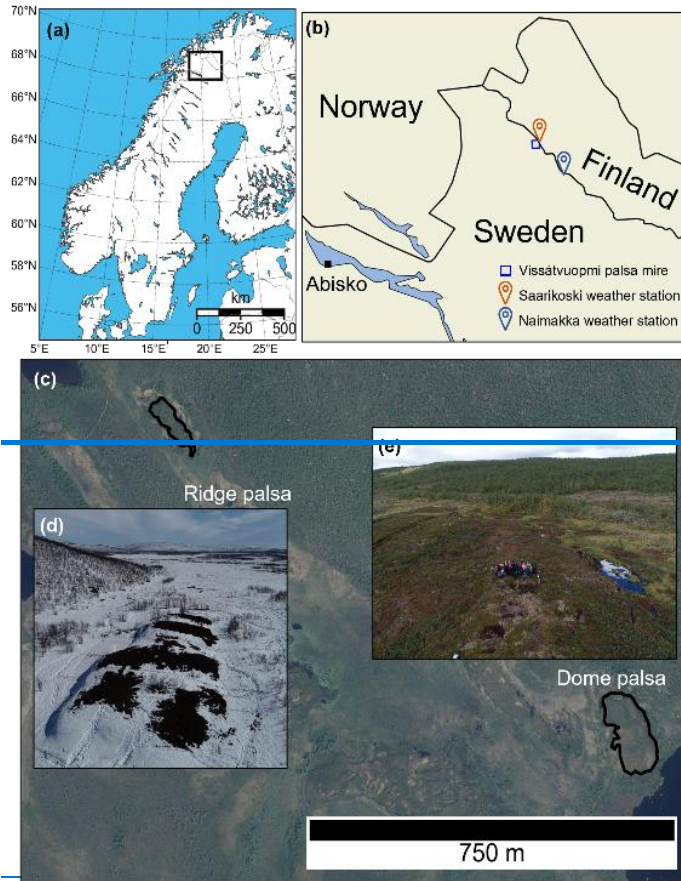 (a)
70°N
68°N
66°N
64°N
62°N
60°N
58°N
56°N
5°E 10°E 15°E 20°E 25°E
km
0 250 500
(b)
Norway
Finland
Sweden
Abisko
Vissátvuopmi palsa mire
Saarikoski weather station
Naimakka weather station
(c)
Ridge palsa
(d)
(e)
Dome palsa
750 m